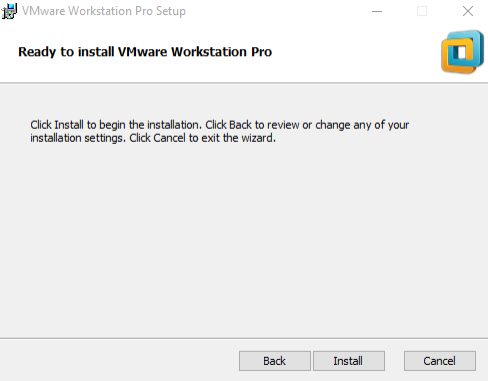 VMware Workstation Pro Setup
Ready to install VMware Workstation Pro
Click Install to begin the installation. Click Back to review or change any of your
installation settings. Click Cancel to exit the wizard.
Back Install Cancel